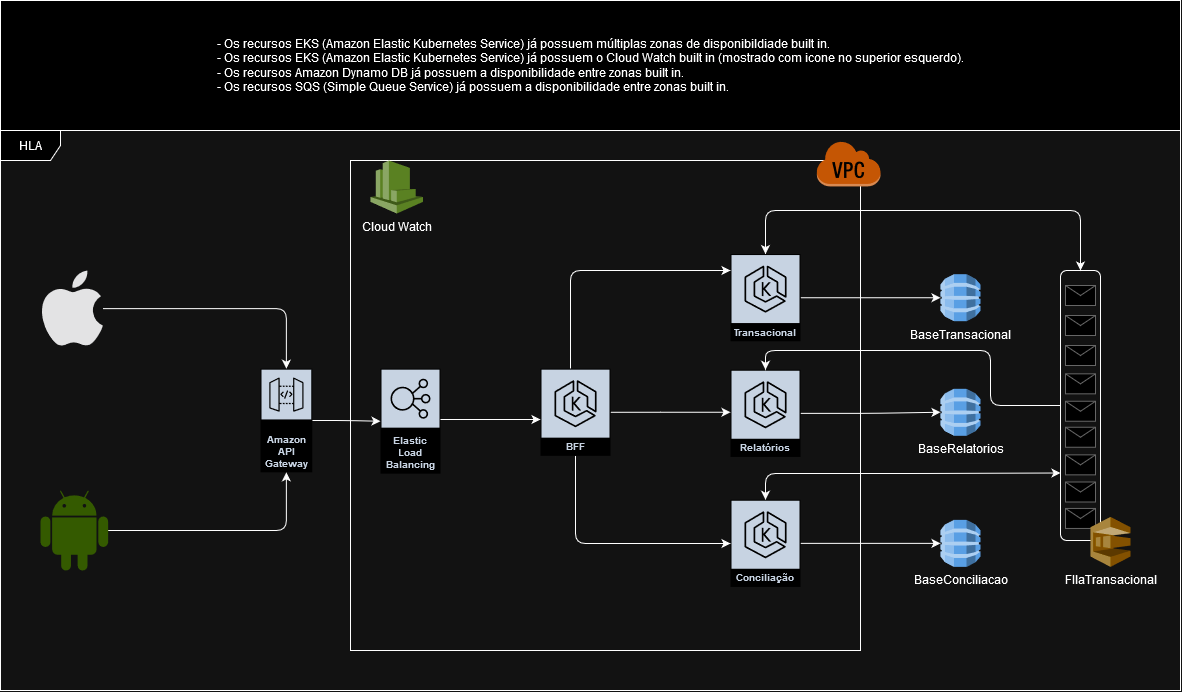 - Os recursos EKS (Amazon Elastic Kubernetes Service) já possuem múltiplas zonas de disponibildiade built in.
- Os recursos EKS (Amazon Elastic Kubernetes Service) já possuem o Cloud Watch built in (mostrado com icone no superior esquerdo).
- Os recursos Amazon Dynamo DB já possuem a disponibilidade entre zonas built in.
- Os recursos SQS (Simple Queue Service) já possuem a disponibilidade entre zonas built in.
HLA
VPC
Cloud Watch
Transacional
BaseTransacional
Amazon
API
Gateway
Elastic
Load
Balancing
BFF
Relatórios
BaseRelatorios
Conciliação
BaseConciliacao
FIlaTransacional